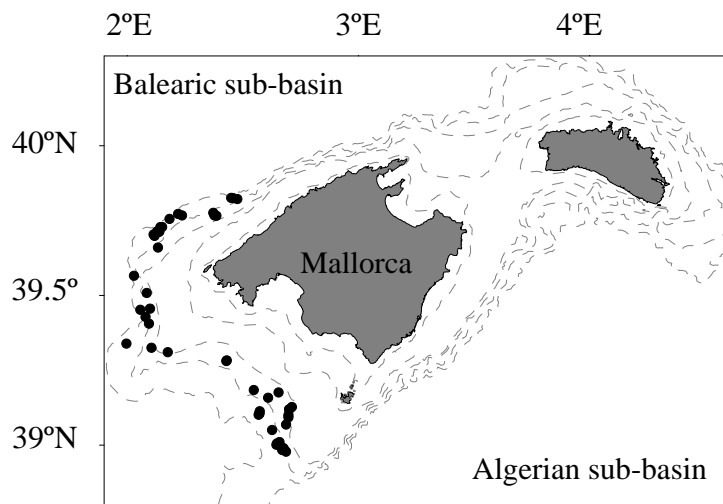 2ºE 3ºE 4ºE
Balearic sub-basin
40ºN
Mallorca
39.5º
39ºN
Algerian sub-basin